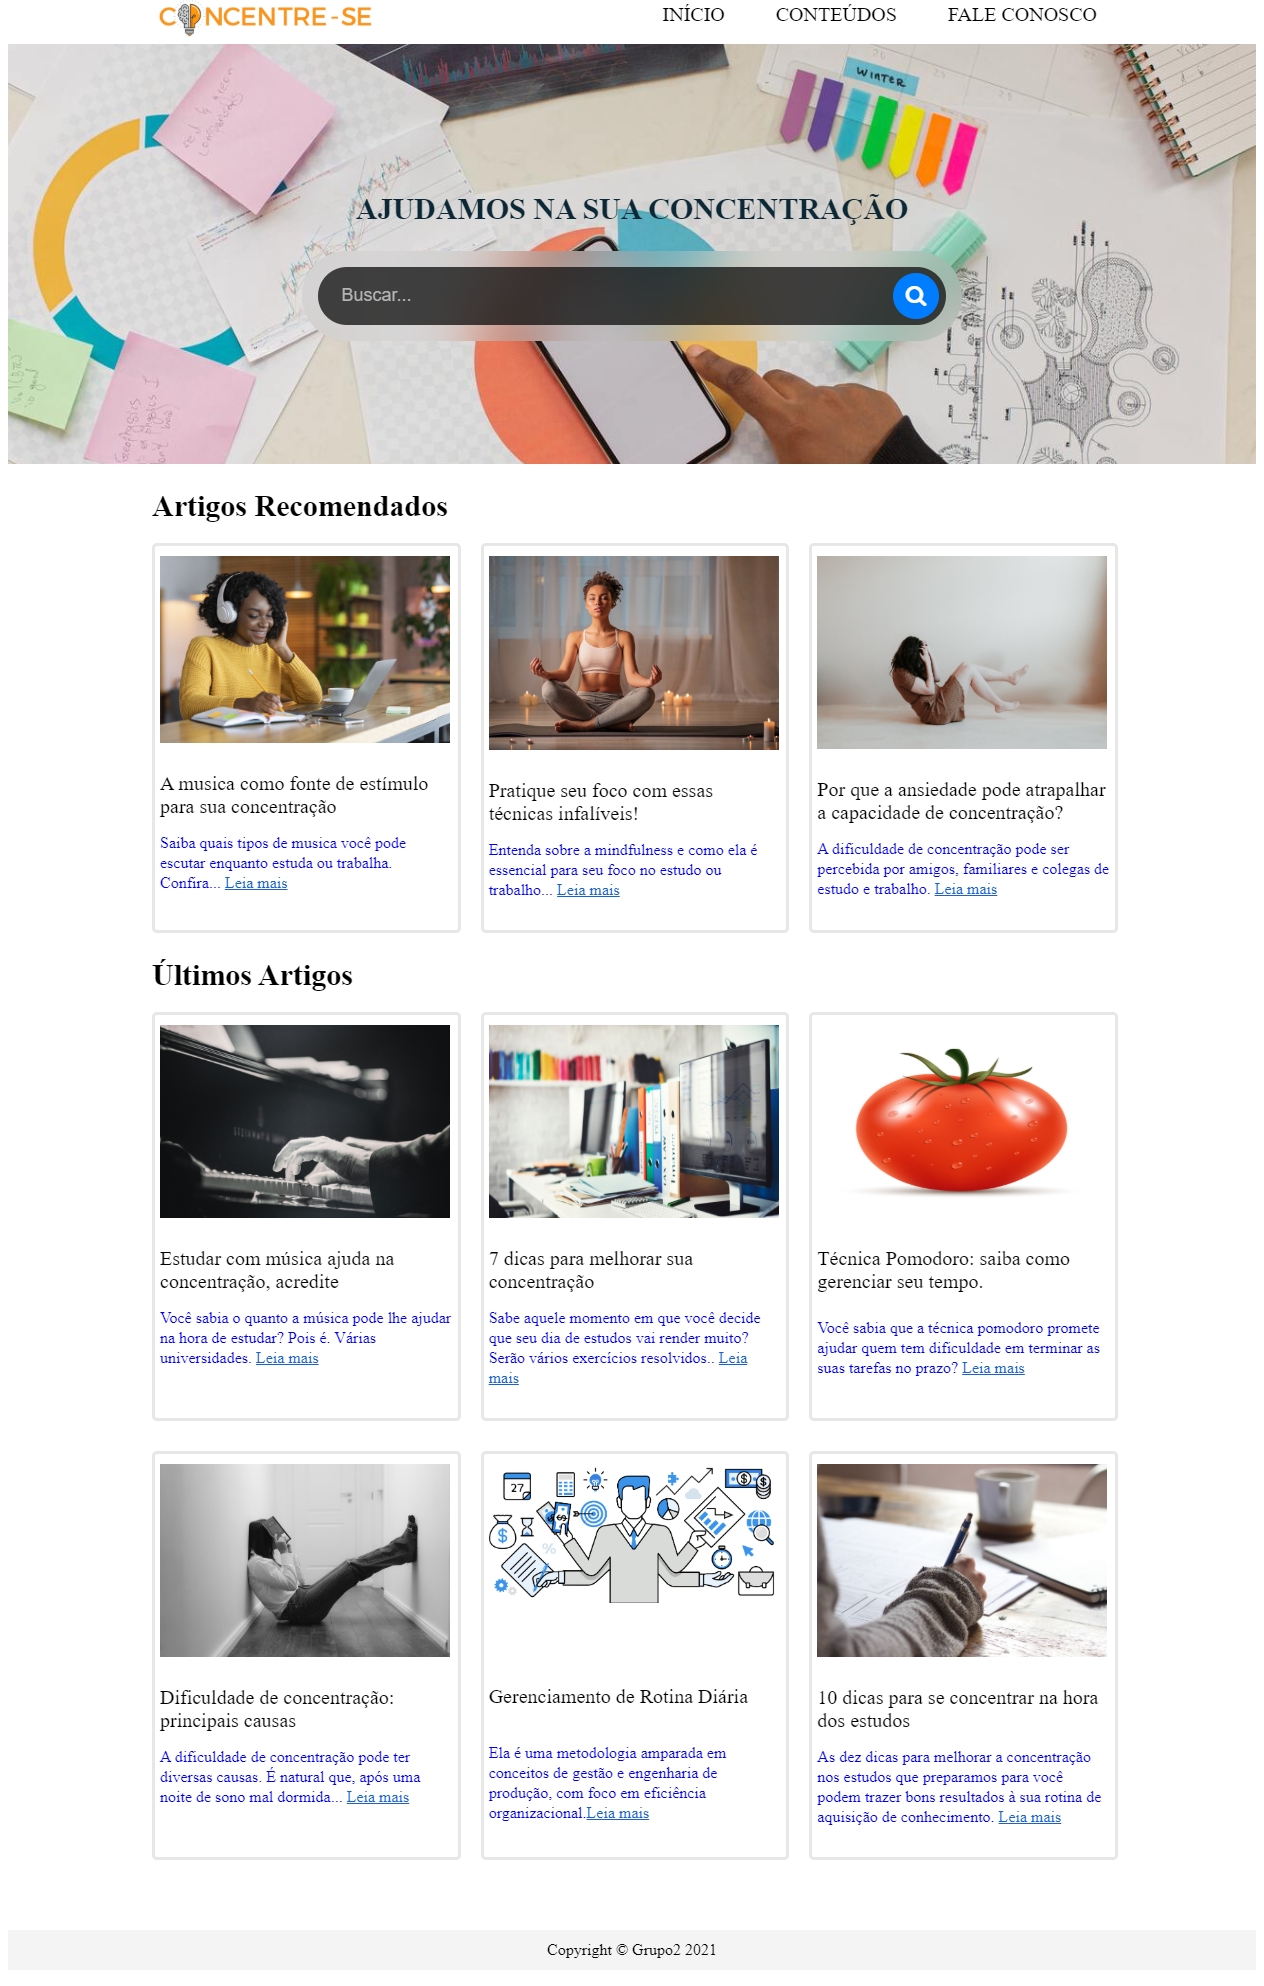 CONCENTRE-SE
INÍCIO
CONTEÚDOS
FALE CONOSCO
WINTER
AJUDAMOS NA SUA CONCENTRAÇÃO
Buscar...
Artigos Recomendados
A musica como fonte de estímulo
para sua concentração
Saiba quais tipos de musica você pode
escutar enquanto estuda ou trabalha.
Confira... Leia mais
Pratique seu foco com essas
técnicas infalíveis!
Entenda sobre a mindfulness e como ela é
essencial para seu foco no estudo ou
trabalho... Leia mais
Por que a ansiedade pode atrapalhar
a capacidade de concentração?
A dificuldade de concentração pode ser
percebida por amigos, familiares e colegas de
estudo e trabalho. Leia mais
Últimos Artigos
Estudar com música ajuda na
concentração, acredite
Você sabia o quanto a música pode lhe ajudar
na hora de estudar? Pois é. Várias
universidades. Leia mais
7 dicas para melhorar sua
concentração
Sabe aquele momento em que você decide
que seu dia de estudos vai render muito?
Serão vários exercícios resolvidos.. Leia
mais
Técnica Pomodoro: saiba como
gerenciar seu tempo.
Você sabia que a técnica pomodoro promete
ajudar quem tem dificuldade em terminar as
suas tarefas no prazo? Leia mais
Dificuldade de concentração:
principais causas
A dificuldade de concentração pode ter
diversas causas. É natural que, após uma
noite de sono mal dormida... Leia mais
27
Gerenciamento de Rotina Diária
Ela é uma metodologia amparada em
conceitos de gestão e engenharia de
produção, com foco em eficiência
organizacional.Leia mais
10 dicas para se concentrar na hora
dos estudos
As dez dicas para melhorar a concentração
nos estudos que preparamos para você
podem trazer bons resultados à sua rotina de
aquisição de conhecimento. Leia mais
Copyright © Grupo2 2021